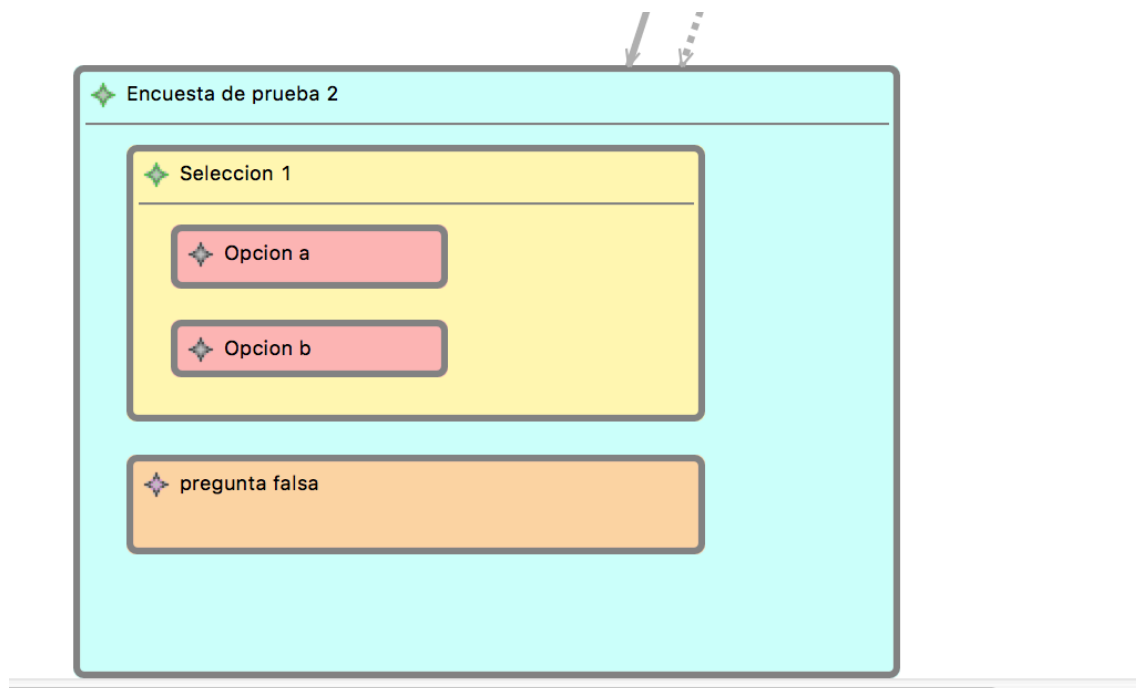 Encuesta de prueba 2
Seleccion 1
Opcion a
Opcion b
pregunta falsa